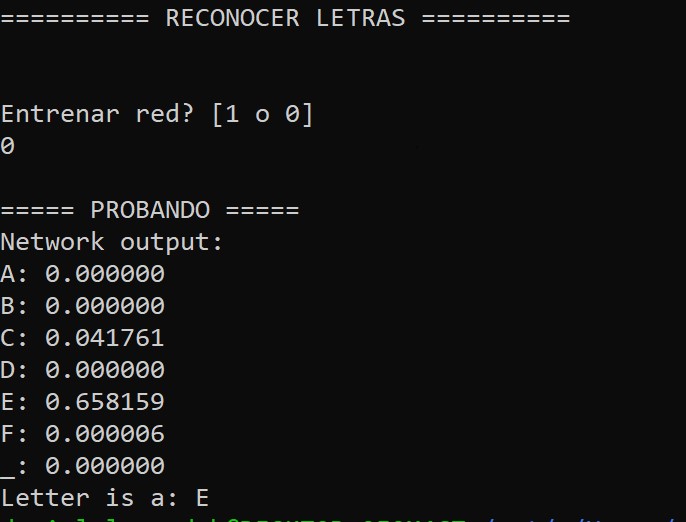 ========== RECONOCER LETRAS ==========
Entrenar red? [1 o 0]
0
===== PROBANDO =====
Network output:
A: 0.000000
B: 0.000000
C: 0.041761
D: 0.000000
E: 0.658159
F: 0.000006
_: 0.000000
Letter is a: E